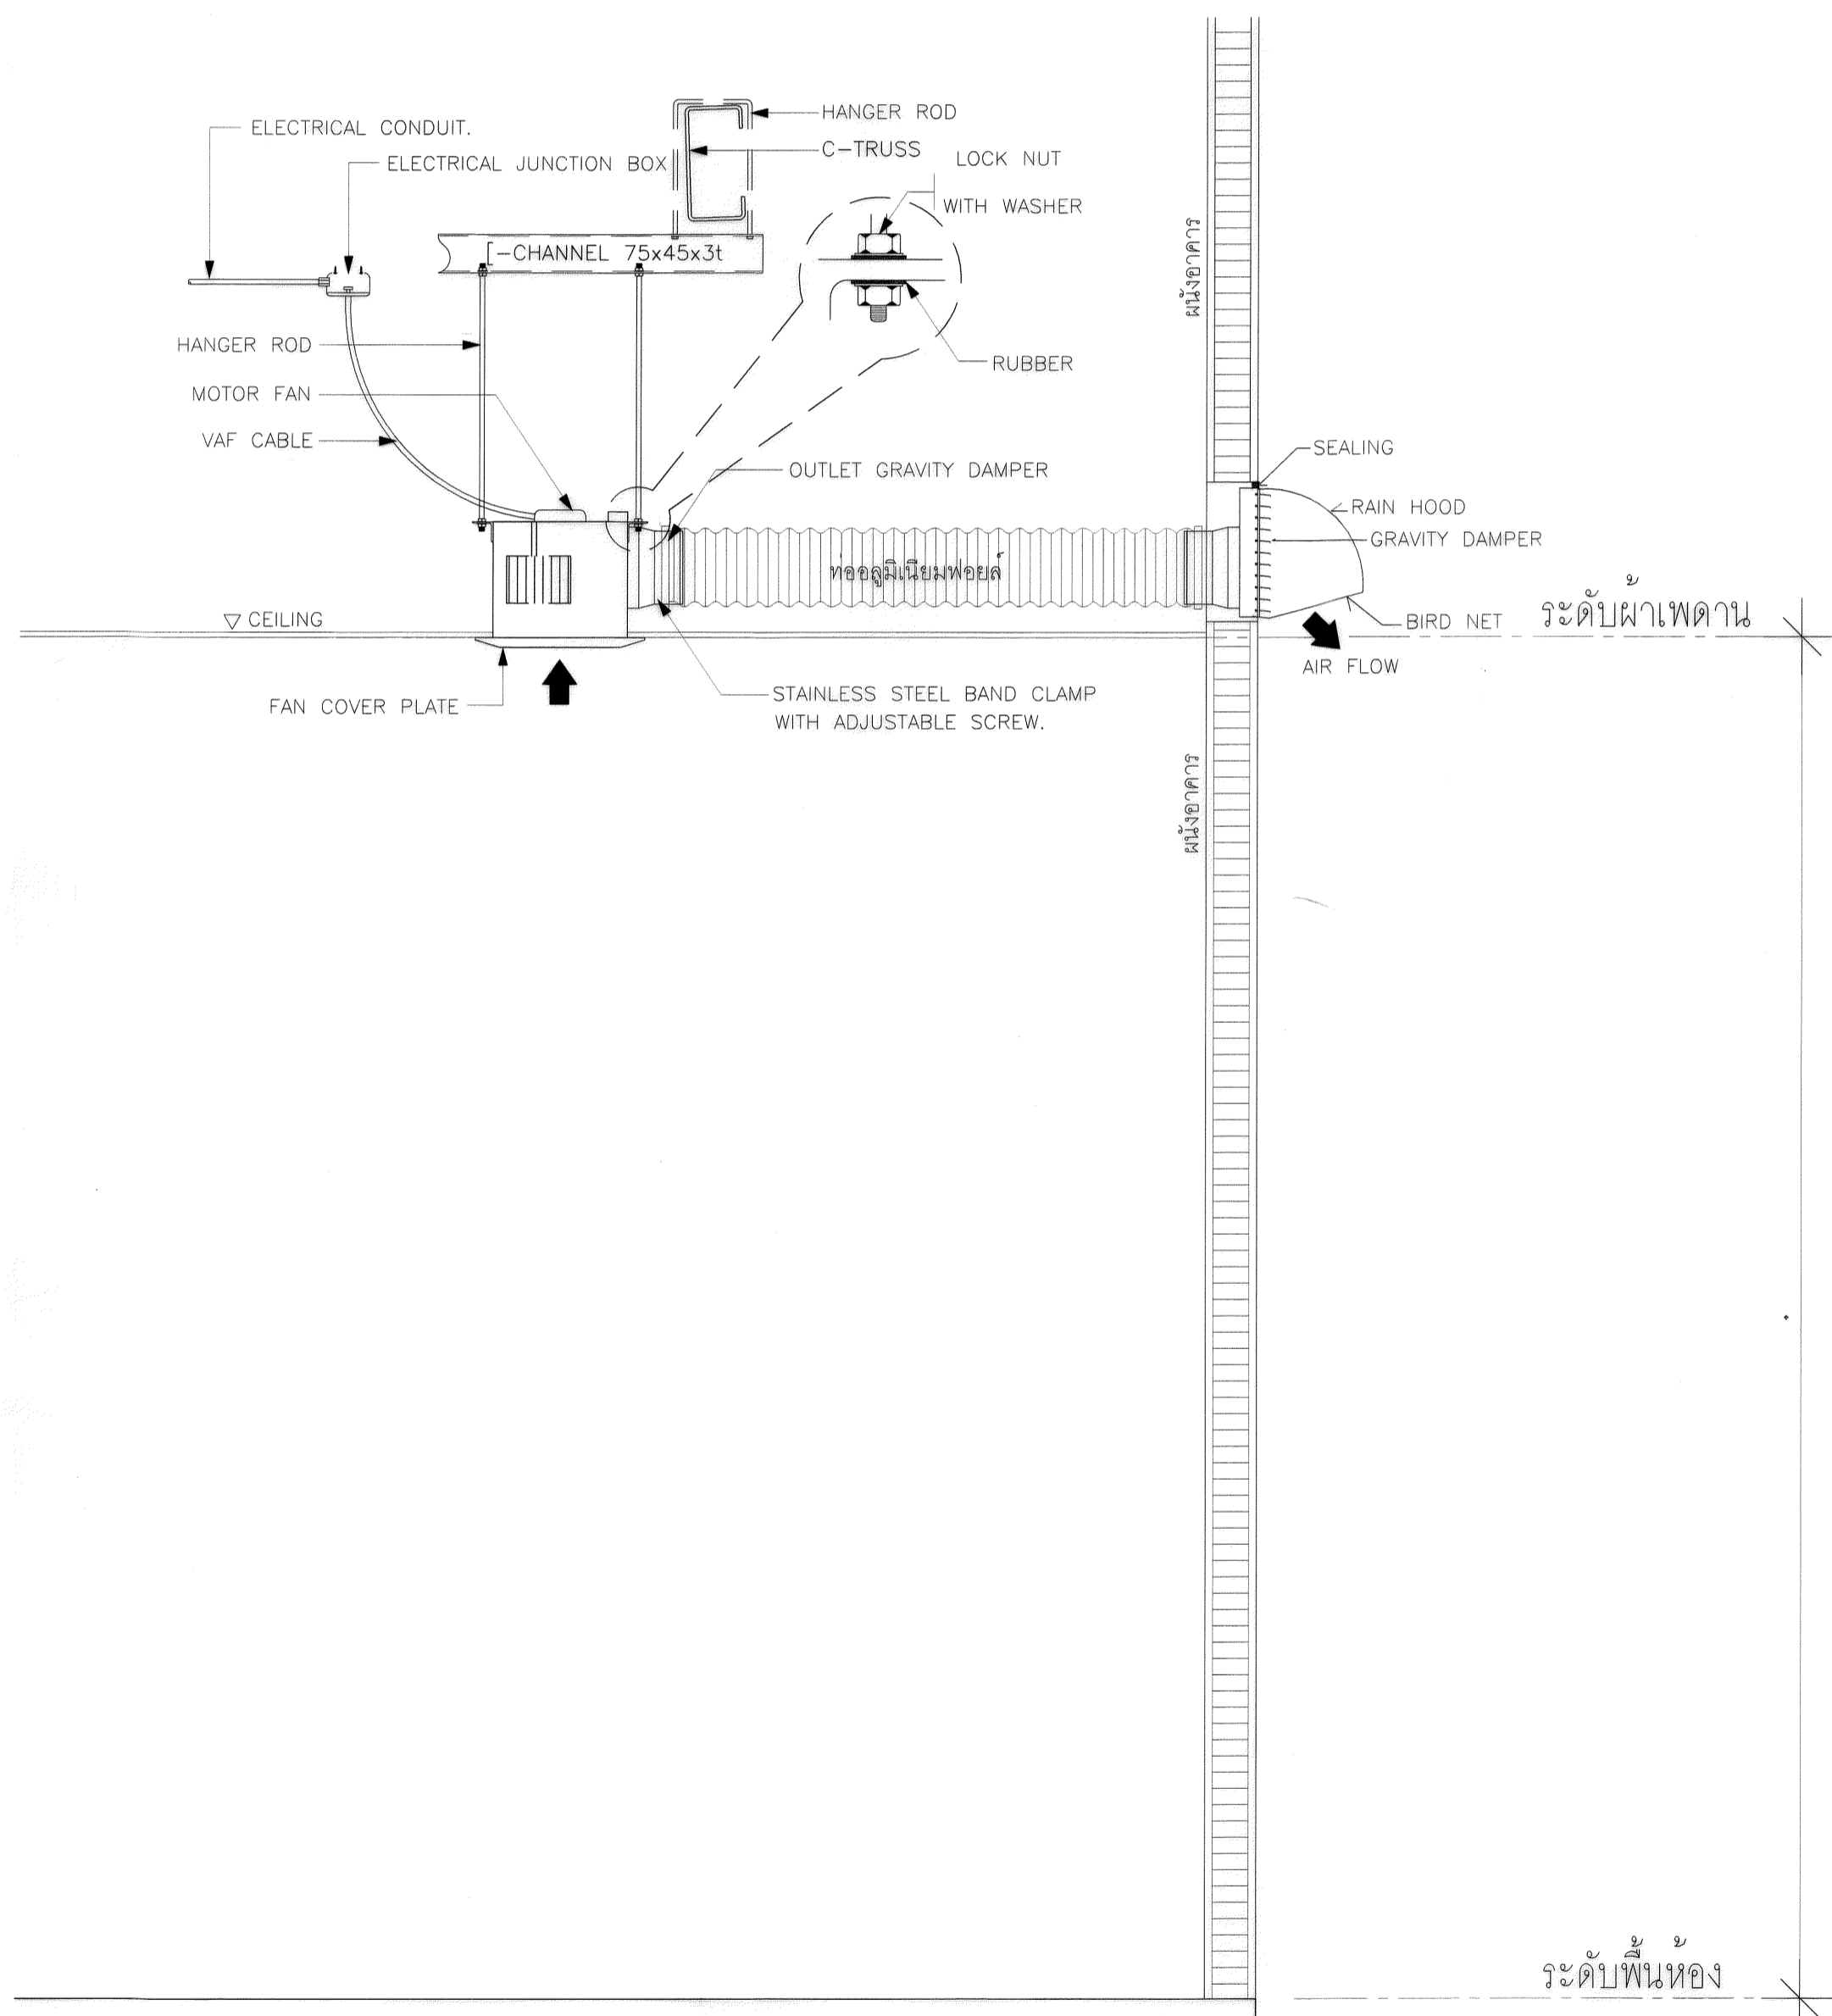 HANGER ROD
ELECTRICAL CONDUIT.
C-TRUSS
LOCK NUT
WITH WASHER
ELECTRICAL JUNCTION BOX
[-CHANNEL 75x45x3t
ผนังอาคาร
HANGER ROD
RUBBER
MOTOR FAN
VAF CABLE
OUTLET GRAVITY DAMPER
SEALING
RAIN HOOD
GRAVITY DAMPER
ท่ออลูมิเนียมฟอยล์
CEILING
BIRD NET
ระดับฝ้าเพดาน
AIR FLOW
FAN COVER PLATE
STAINLESS STEEL BAND CLAMP
WITH ADJUSTABLE SCREW.
ผนังอาคาร
ระดับพื้นห้อง